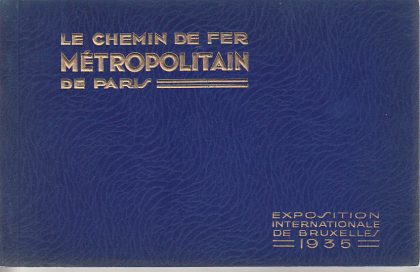 LE CHEMIN DE FER
MÉTROPOLITAIN
DE PARIS
EXPOSITION
INTERNATIONALE
DE BRUXELLES
1935